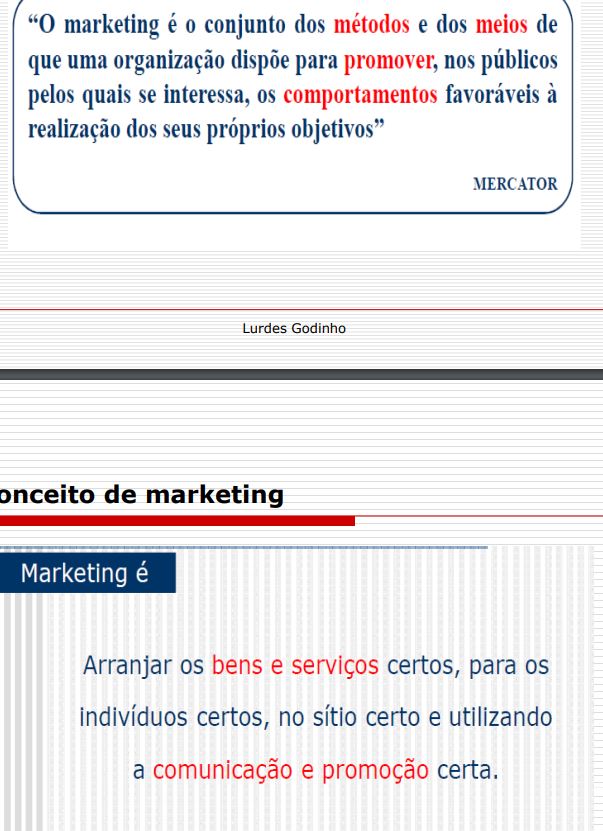 “O marketing é o conjunto dos métodos e dos meios de
que uma organização dispõe para promover, nos públicos
pelos quais se interessa, os comportamentos favoráveis à
realização dos seus próprios objetivos”
MERCATOR
Lurdes Godinho
onceito de marketing
Marketing é
Arranjar os bens e serviços certos, para os
indivíduos certos, no sítio certo e utilizando
a comunicação e promoção certa.